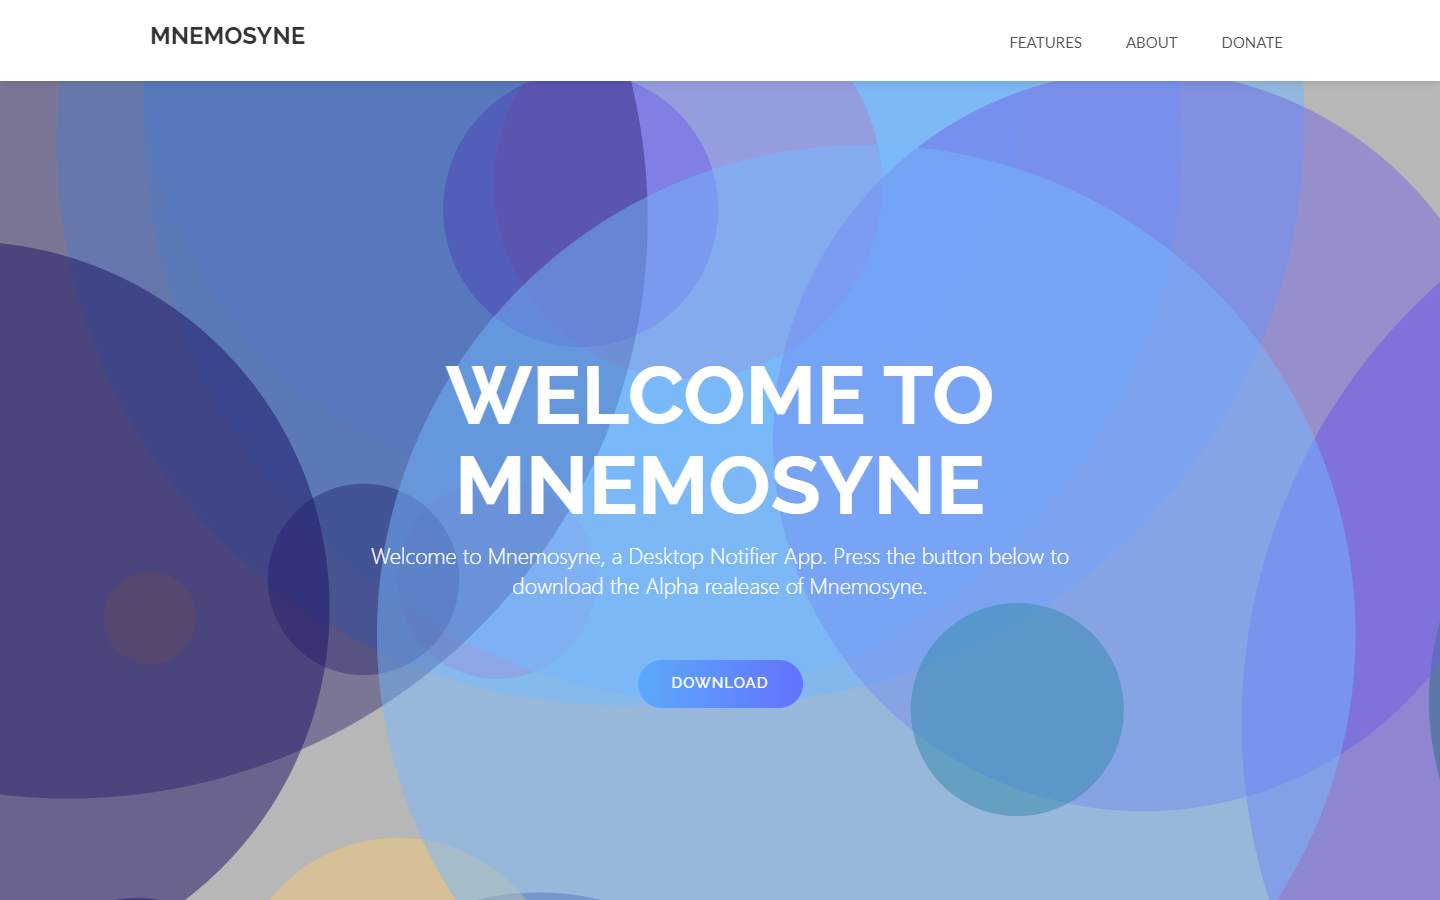 MNEMOSYNE
FEATURES
ABOUT
DONATE
WELCOME TO
MNEMOSYNE
Welcome to Mnemosyne, a Desktop Notifier App. Press the button below to
download the Alpha realease of Mnemosyne.
DOWNLOAD